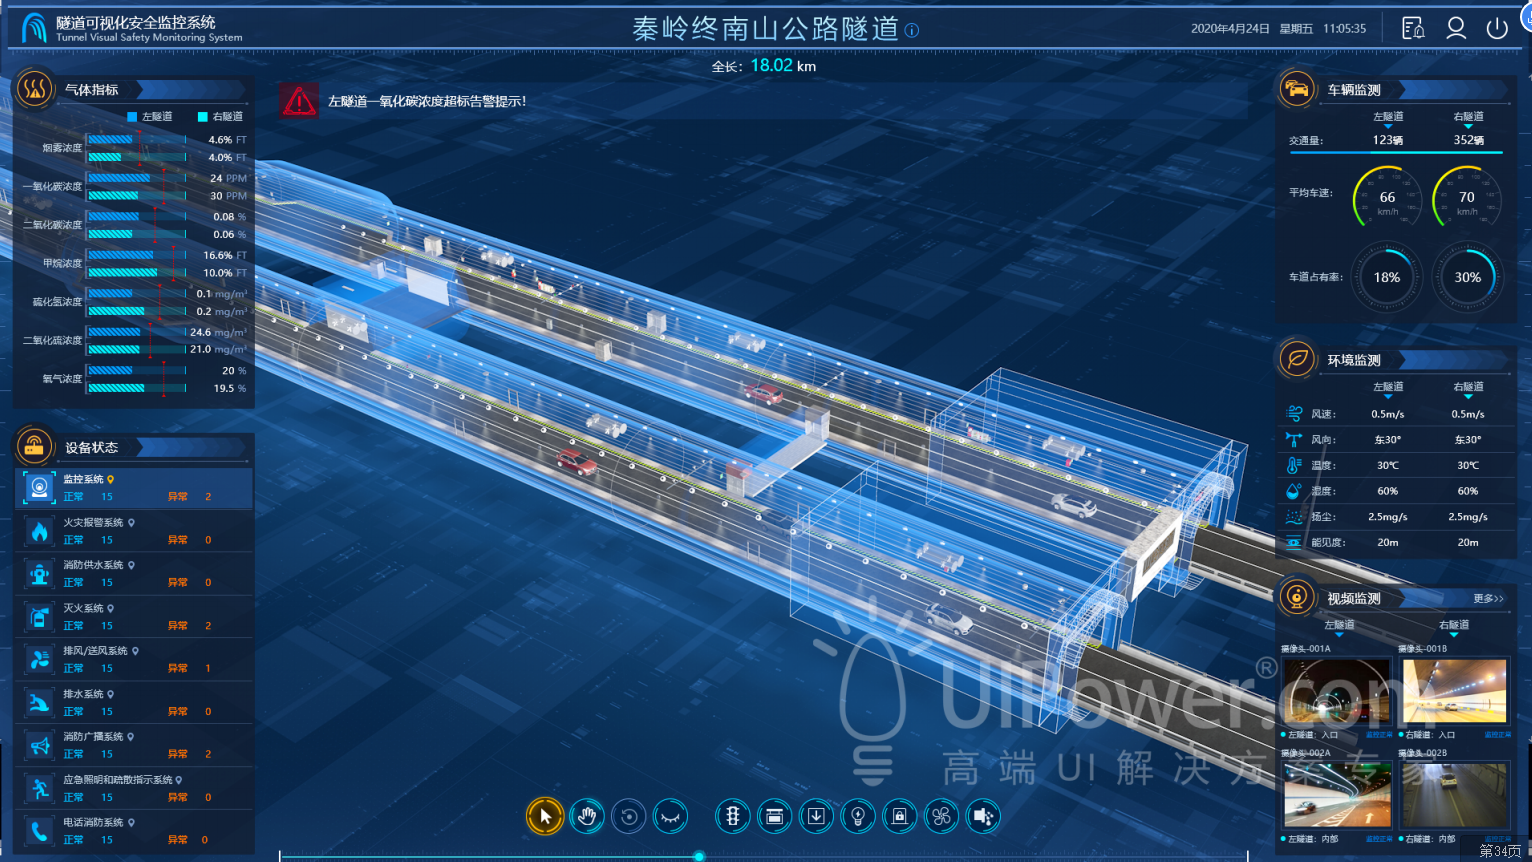 隧道可视化安全监控系统
Tunnel Visual Safety Monitoring System
秦岭终南山公路隧道
2020年4月24日 星期五 11:05:35
全长: 18.02 km
左隧道一氧化碳浓度超标告警提示!
气体指标
左隧道 右隧道
烟雾浓度
4.6% FT
4.0% FT
一氧化碳浓度
24 PPM
30 PPM
二氧化碳浓度
0.08 %
0.06 %
甲烷浓度
16.6% FT
10.0% FT
硫化氢浓度
0.1 mg/m³
0.2 mg/m³
二氧化硫浓度
24.6 mg/m³
21.0 mg/m³
氧气浓度
20 %
19.5 %
设备状态
监控系统
正常 15 异常 2
火灾报警系统
正常 15 异常 0
消防供水系统
正常 15 异常 0
灭火系统
正常 15 异常 2
排风/送风系统
正常 15 异常 1
排水系统
正常 15 异常 0
消防广播系统
正常 15 异常 2
应急照明和疏散指示系统
正常 15 异常 0
电话消防系统
正常 15 异常 0
车辆监测
左隧道 右隧道
交通量: 123辆 352辆
平均车速: 66 km/h 70 km/h
车道占有率: 18% 30%
环境监测
左隧道 右隧道
风速: 0.5m/s 0.5m/s
风向: 东30° 东30°
温度: 30℃ 30℃
湿度: 60% 60%
扬尘: 2.5mg/s 2.5mg/s
能见度: 20m 20m
视频监测 更多>>
左隧道 右隧道
摄像头-001A 摄像头-001B
左隧道: 入口 监控正常 右隧道: 入口 监控正常
摄像头-002A 摄像头-002B
左隧道: 内部 监控正常 右隧道: 内部
UIPower.com®
高端UI解决方案专家
第34页